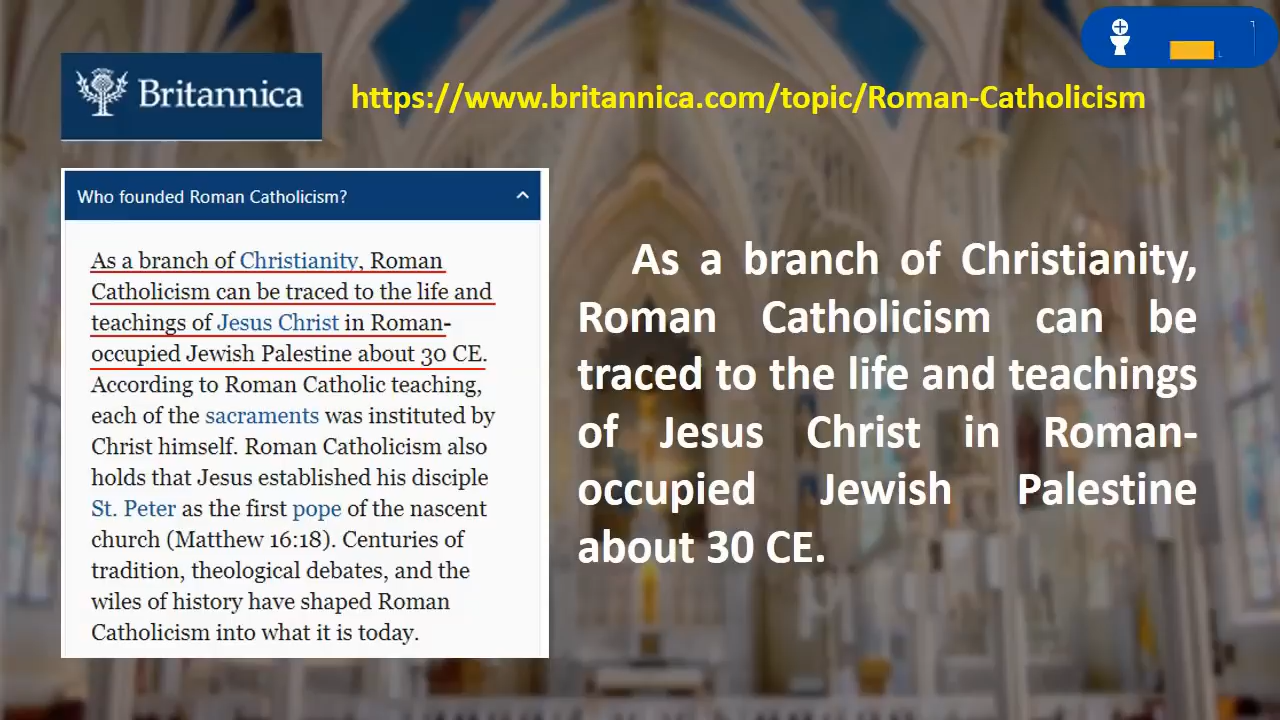 Britannica
https://www.britannica.com/topic/Roman-Catholicism
Who founded Roman Catholicism?
As a branch of Christianity, Roman
Catholicism can be traced to the life and
teachings of Jesus Christ in Roman-
occupied Jewish Palestine about 30 CE.
According to Roman Catholic teaching,
each of the sacraments was instituted by
Christ himself. Roman Catholicism also
holds that Jesus established his disciple
St. Peter as the first pope of the nascent
church (Matthew 16:18). Centuries of
tradition, theological debates, and the
wiles of history have shaped Roman
Catholicism into what it is today.
As a branch of Christianity,
Roman Catholicism can be
traced to the life and teachings
of Jesus Christ in Roman-
occupied Jewish Palestine
about 30 CE.